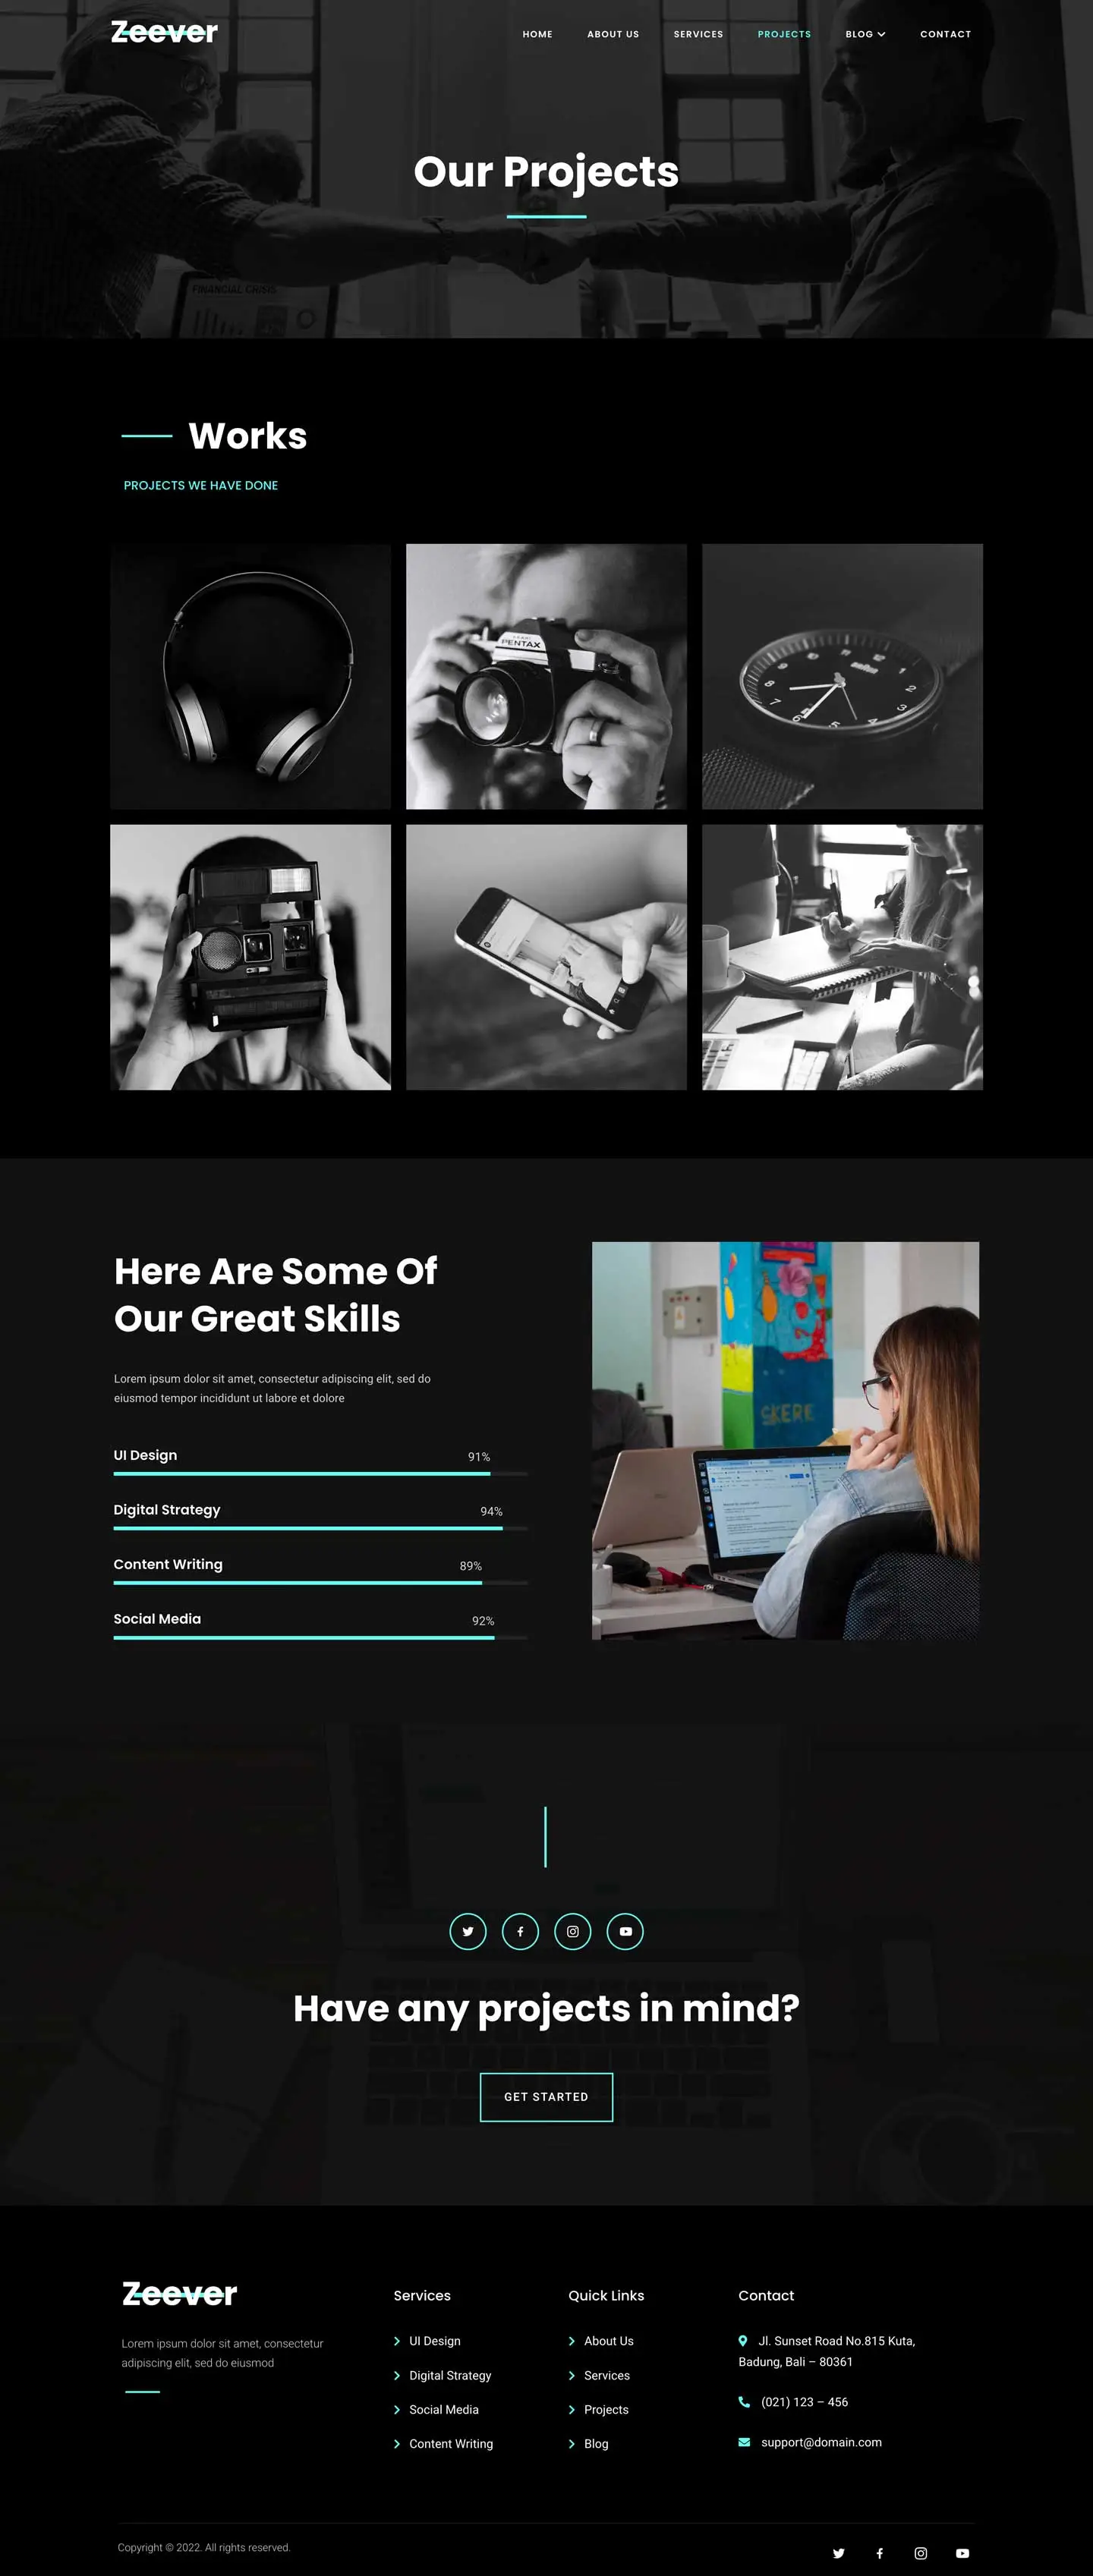 Zeever
HOME ABOUT US SERVICES PROJECTS BLOG CONTACT
Our Projects
FINANCIAL CRISIS
Works
PROJECTS WE HAVE DONE
PENTAX
Here Are Some Of
Our Great Skills
Lorem ipsum dolor sit amet, consectetur adipiscing elit, sed do
eiusmod tempor incididunt ut labore et dolore
UI Design 91%
Digital Strategy 94%
Content Writing 89%
Social Media 92%
SKERE
Have any projects in mind?
GET STARTED
Zeever
Lorem ipsum dolor sit amet, consectetur
adipiscing elit, sed do eiusmod
Services
UI Design
Digital Strategy
Social Media
Content Writing
Quick Links
About Us
Services
Projects
Blog
Contact
Jl. Sunset Road No.815 Kuta,
Badung, Bali – 80361
(021) 123 – 456
support@domain.com
Copyright © 2022. All rights reserved.